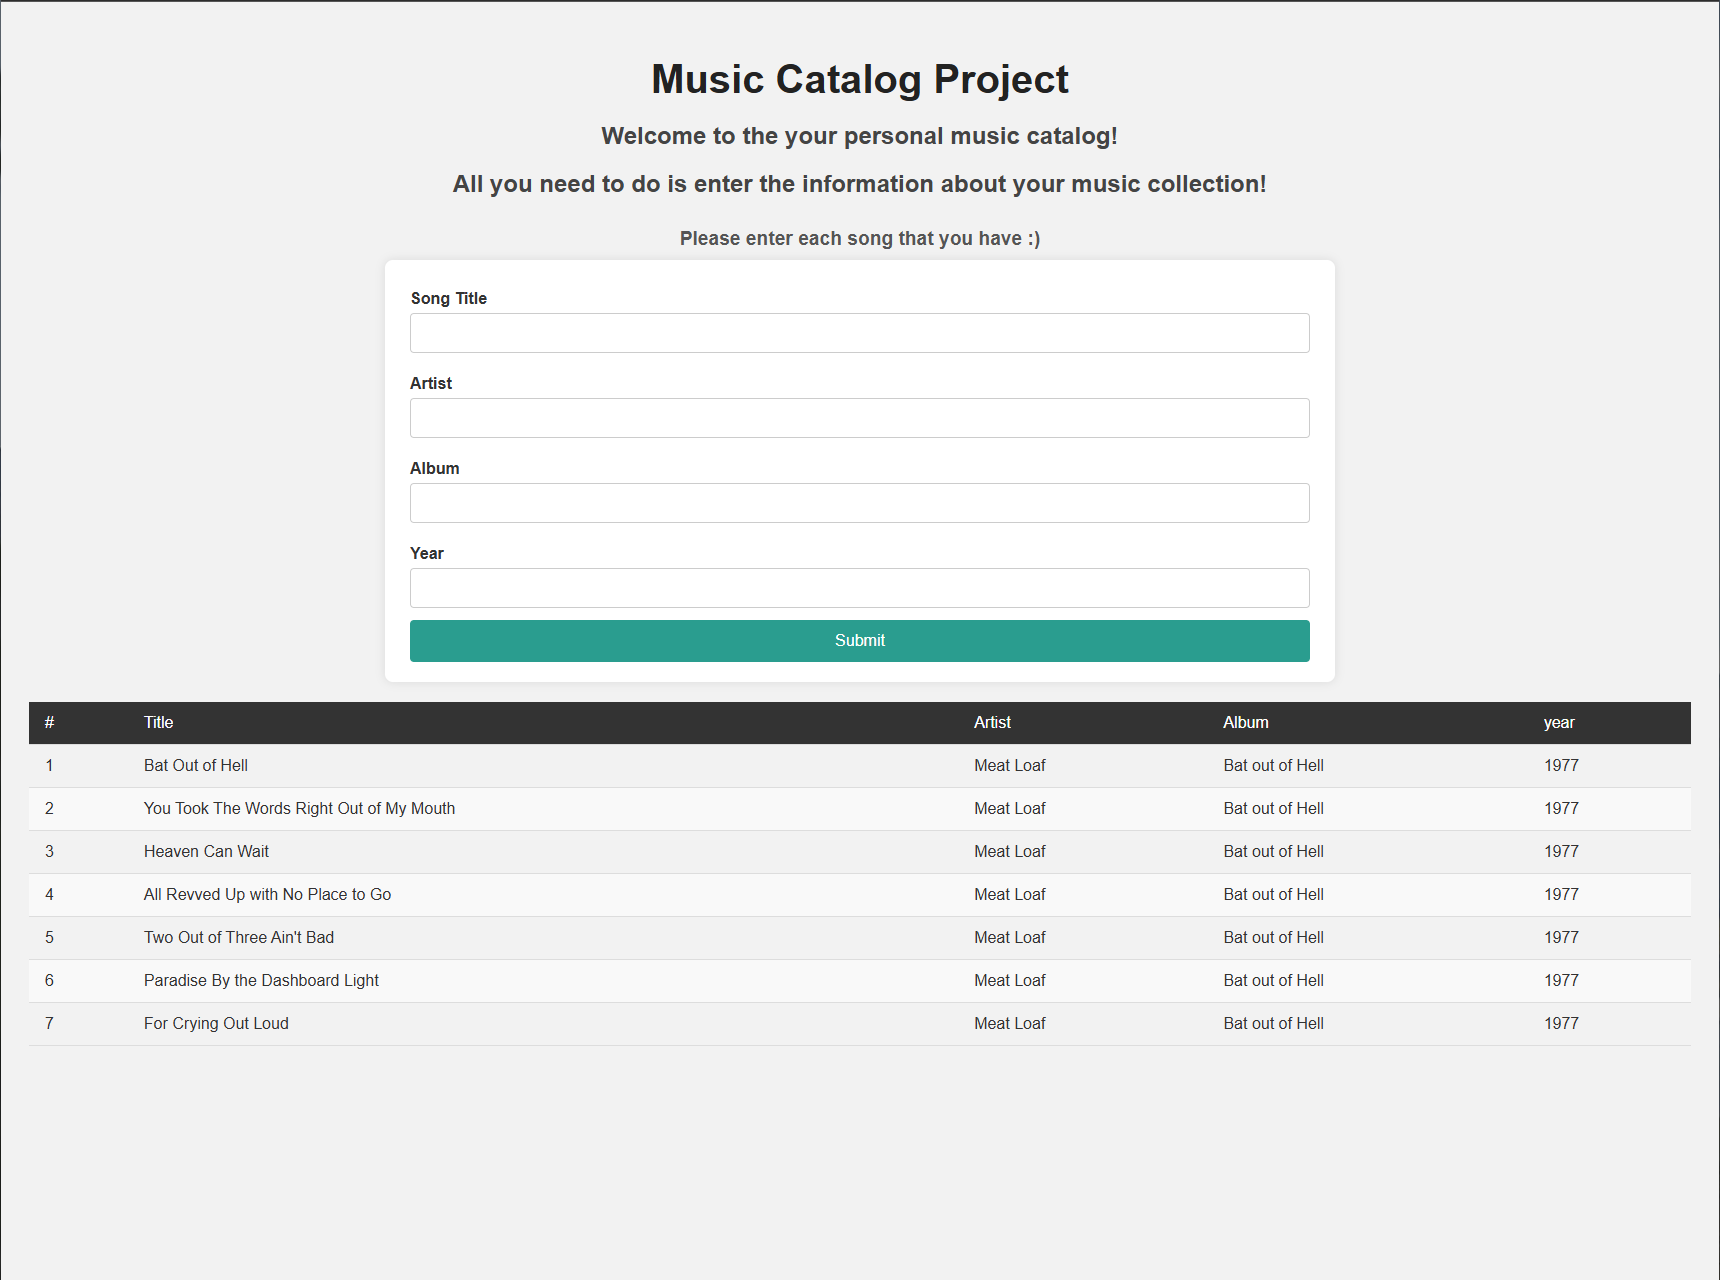 Music Catalog Project
Welcome to the your personal music catalog!
All you need to do is enter the information about your music collection!
Please enter each song that you have :)
Song Title
Artist
Album
Year
Submit
# Title Artist Album year
1 Bat Out of Hell Meat Loaf Bat out of Hell 1977
2 You Took The Words Right Out of My Mouth Meat Loaf Bat out of Hell 1977
3 Heaven Can Wait Meat Loaf Bat out of Hell 1977
4 All Revved Up with No Place to Go Meat Loaf Bat out of Hell 1977
5 Two Out of Three Ain't Bad Meat Loaf Bat out of Hell 1977
6 Paradise By the Dashboard Light Meat Loaf Bat out of Hell 1977
7 For Crying Out Loud Meat Loaf Bat out of Hell 1977